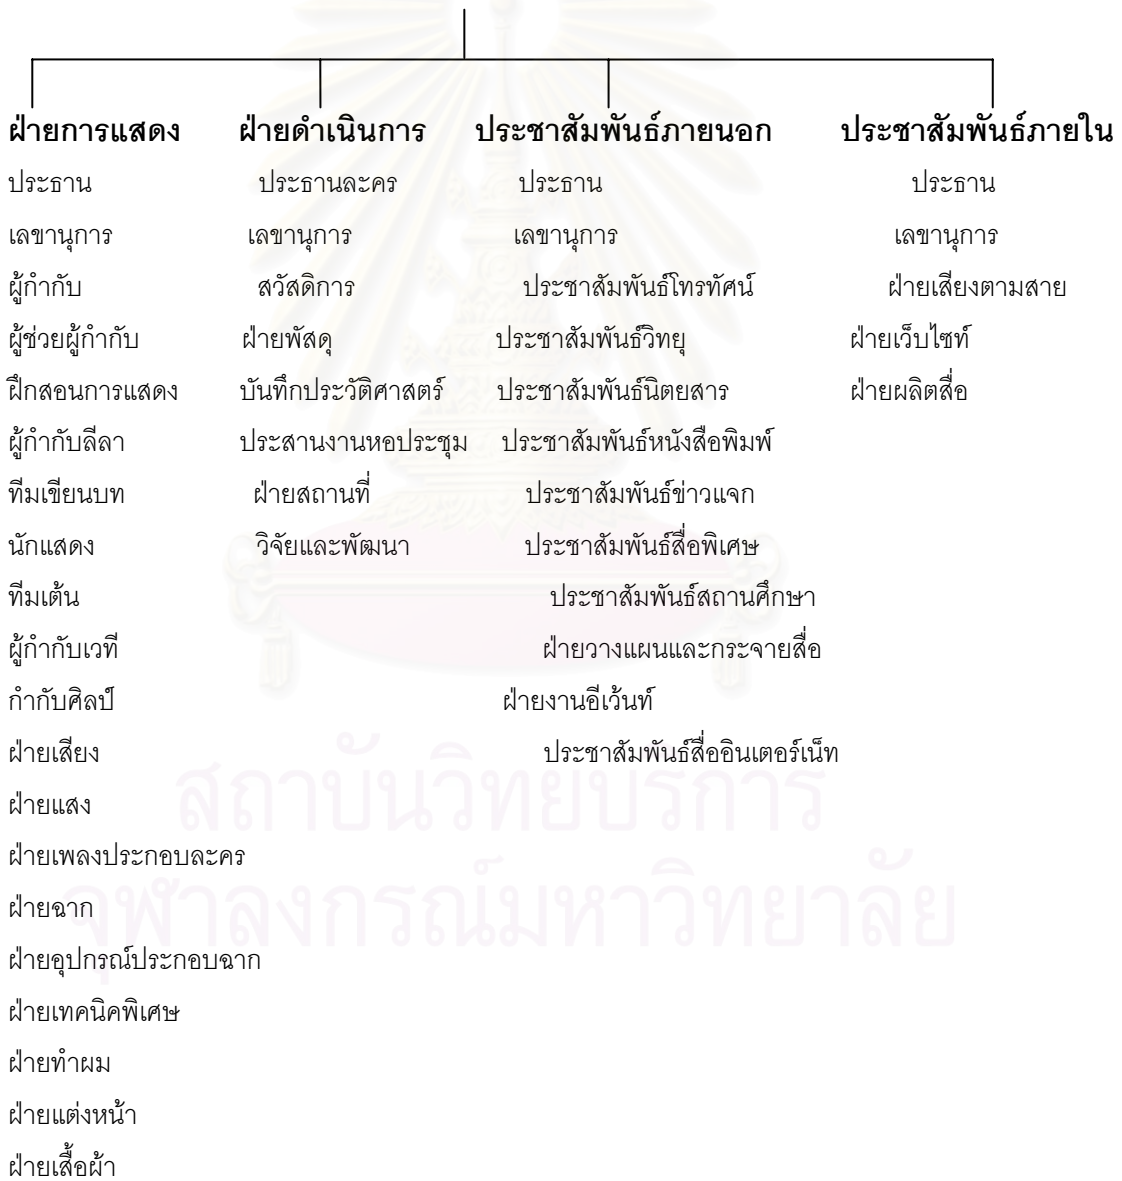 ฝ่ายการแสดง ฝ่ายดำเนินการ ประชาสัมพันธ์ภายนอก ประชาสัมพันธ์ภายใน
ประธาน ประธานละคร ประธาน ประธาน
เลขานุการ เลขานุการ เลขานุการ เลขานุการ
ผู้กำกับ สวัสดิการ ประชาสัมพันธ์โทรทัศน์ ฝ่ายเสียงตามสาย
ผู้ช่วยผู้กำกับ ฝ่ายพัสดุ ประชาสัมพันธ์วิทยุ ฝ่ายเว็บไซท์
ฝึกสอนการแสดง บันทึกประวัติศาสตร์ ประชาสัมพันธ์นิตยสาร ฝ่ายผลิตสื่อ
ผู้กำกับลีลา ประสานงานหอประชุม ประชาสัมพันธ์หนังสือพิมพ์
ทีมเขียนบท ฝ่ายสถานที่ ประชาสัมพันธ์ข่าวแจก
นักแสดง วิจัยและพัฒนา ประชาสัมพันธ์สื่อพิเศษ
ทีมเต้น ประชาสัมพันธ์สถานศึกษา
ผู้กำกับเวที ฝ่ายวางแผนและกระจายสื่อ
กำกับศิลป์ ฝ่ายงานอีเว้นท์
ฝ่ายเสียง ประชาสัมพันธ์สื่ออินเตอร์เน็ท
สถาบันวิทยบริการ
ฝ่ายแสง
ฝ่ายเพลงประกอบละคร
จุฬาลงกรณ์มหาวิทยาลัย
ฝ่ายฉาก
ฝ่ายอุปกรณ์ประกอบฉาก
ฝ่ายเทคนิคพิเศษ
ฝ่ายทำผม
ฝ่ายแต่งหน้า
ฝ่ายเสื้อผ้า